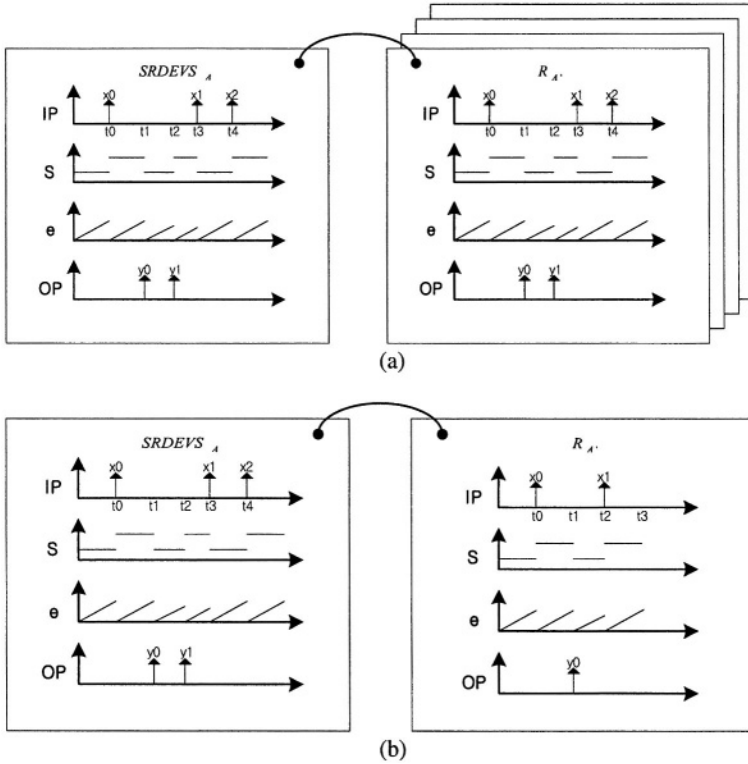 SRDEVS A
IP
x0 x1 x2
t0 t1 t2 t3 t4
S
e
OP
y0 y1
R A'
IP
x0 x1 x2
t0 t1 t2 t3 t4
S
e
OP
y0 y1
(a)
SRDEVS A
IP
x0 x1 x2
t0 t1 t2 t3 t4
S
e
OP
y0 y1
R A'
IP
x0 x1
t0 t1 t2 t3
S
e
OP
y0
(b)